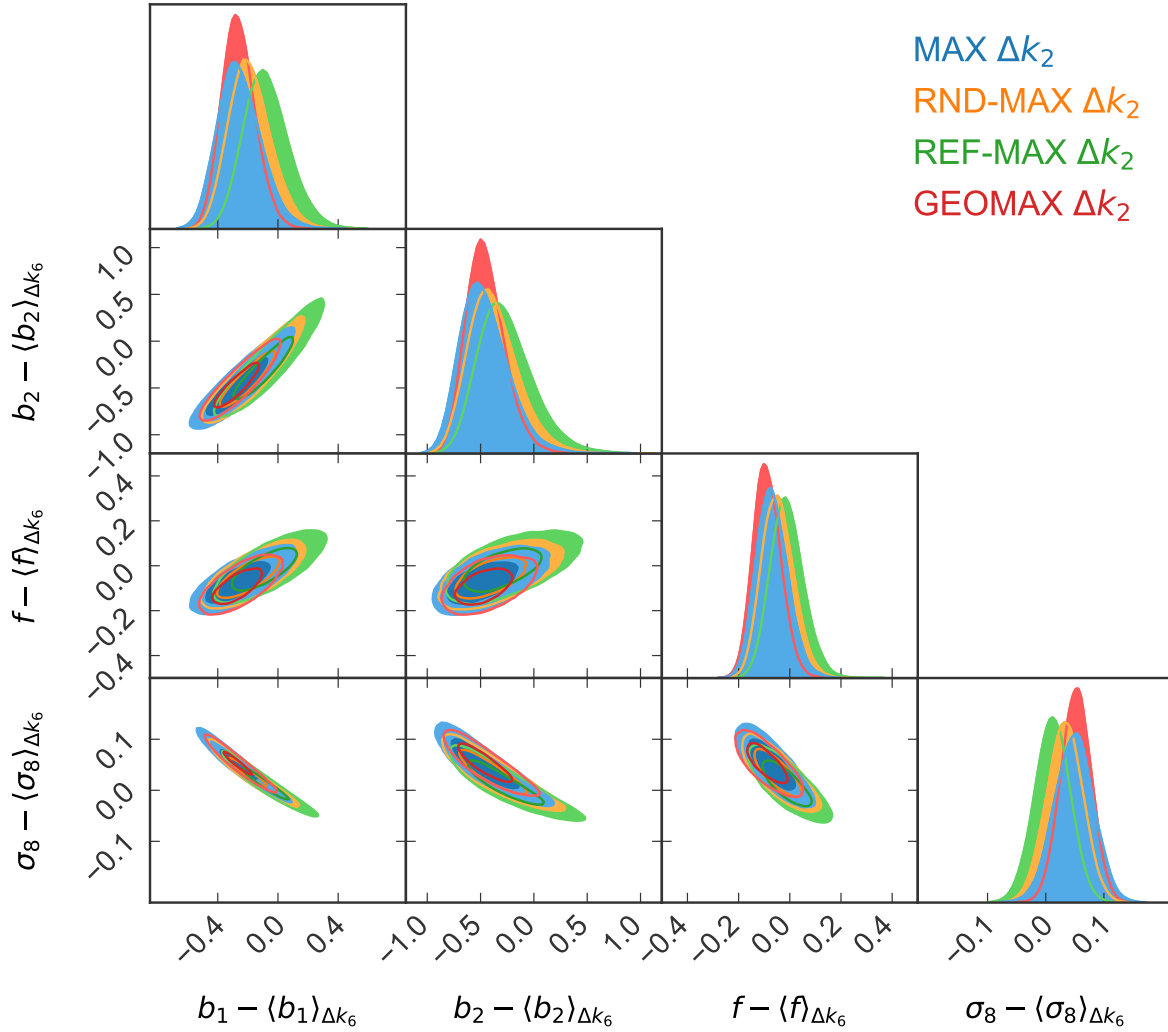 MAX Δk₂
RND-MAX Δk₂
REF-MAX Δk₂
GEOMAX Δk₂
b₂ − ⟨b₂⟩Δk₆
1.0
0.5
0.0
−0.5
−1.0
f − ⟨f⟩Δk₆
0.4
0.2
0.0
−0.2
−0.4
σ₈ − ⟨σ₈⟩Δk₆
0.1
0.0
−0.1
−0.4 0.0 0.4 −1.0 −0.5 0.0 0.5 1.0 −0.4 −0.2 0.0 0.2 0.4 −0.1 0.0 0.1
b₁ − ⟨b₁⟩Δk₆ b₂ − ⟨b₂⟩Δk₆ f − ⟨f⟩Δk₆ σ₈ − ⟨σ₈⟩Δk₆